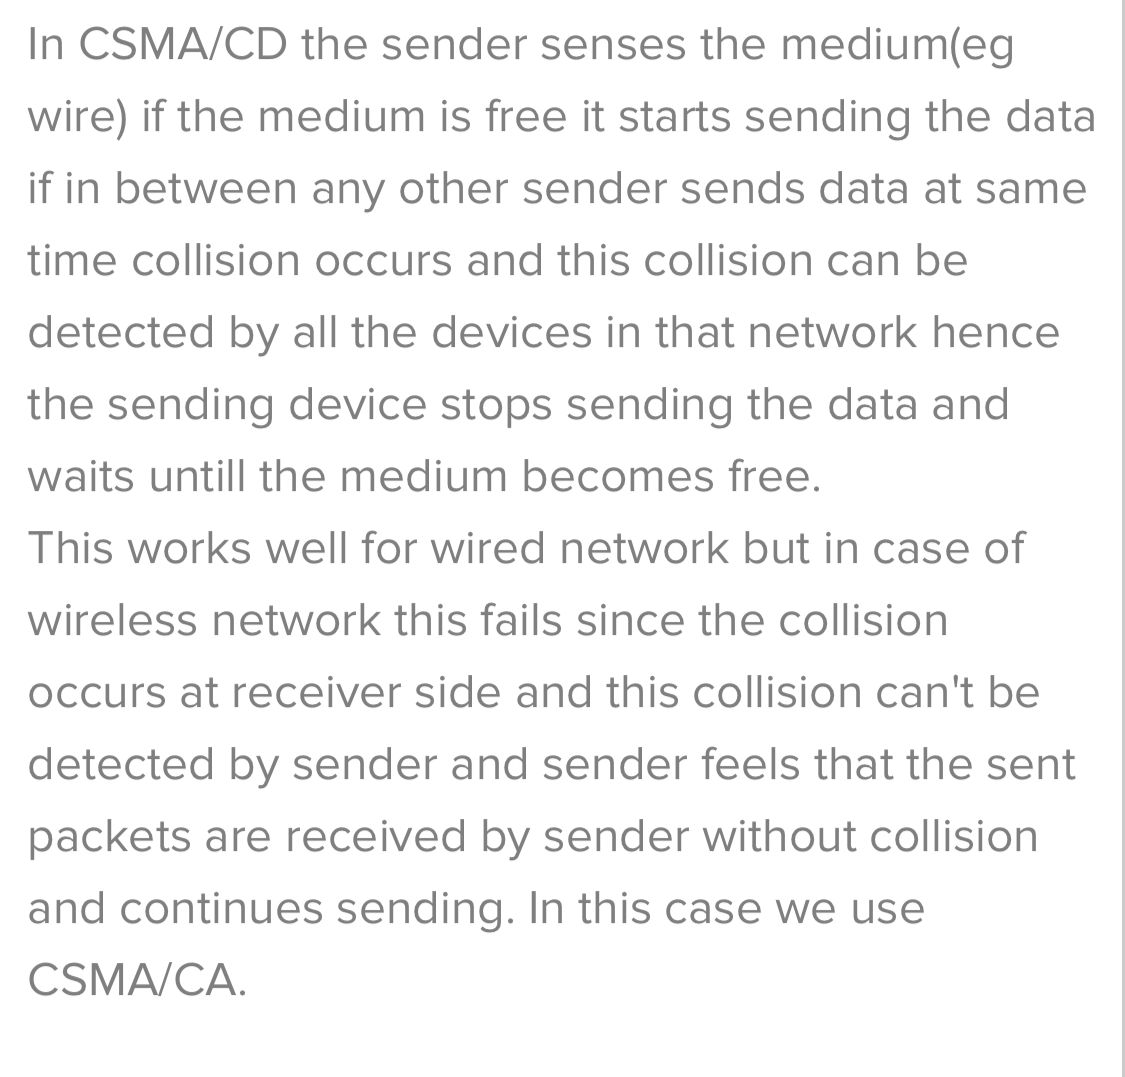 In CSMA/CD the sender senses the medium(eg
wire) if the medium is free it starts sending the data
if in between any other sender sends data at same
time collision occurs and this collision can be
detected by all the devices in that network hence
the sending device stops sending the data and
waits untill the medium becomes free.
This works well for wired network but in case of
wireless network this fails since the collision
occurs at receiver side and this collision can't be
detected by sender and sender feels that the sent
packets are received by sender without collision
and continues sending. In this case we use
CSMA/CA.